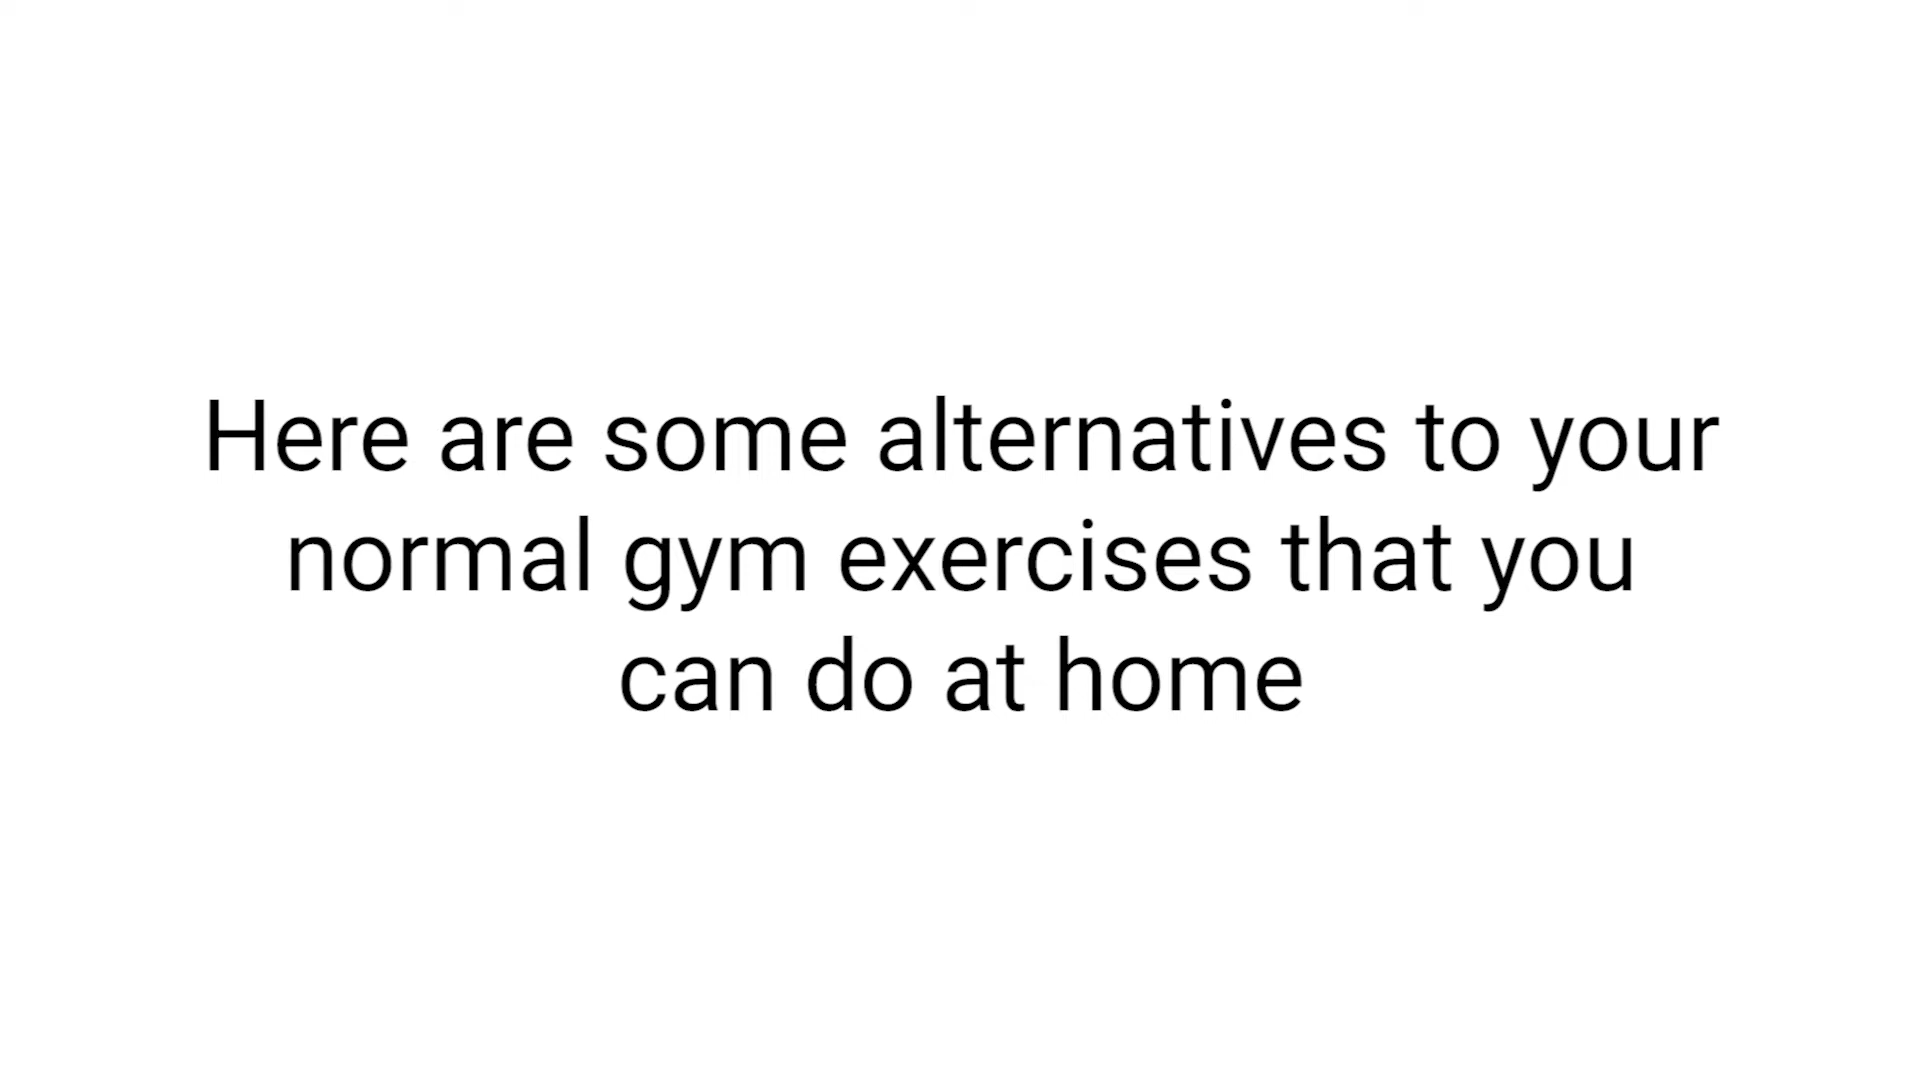 Here are some alternatives to your
normal gym exercises that you
can do at home